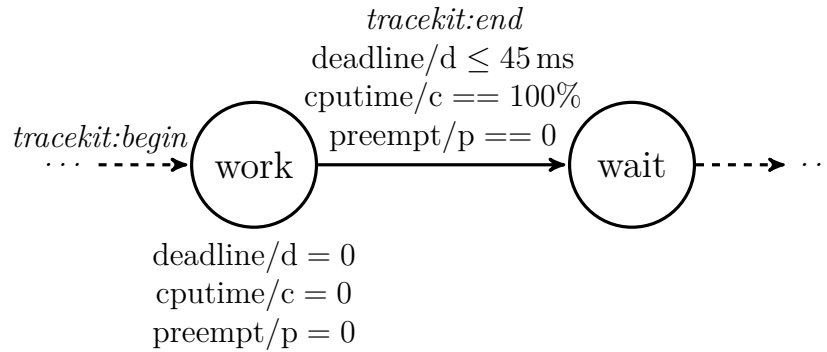 tracekit:end
deadline/d ≤ 45 ms
cputime/c == 100%
preempt/p == 0
tracekit:begin
··· work wait ··
deadline/d = 0
cputime/c = 0
preempt/p = 0